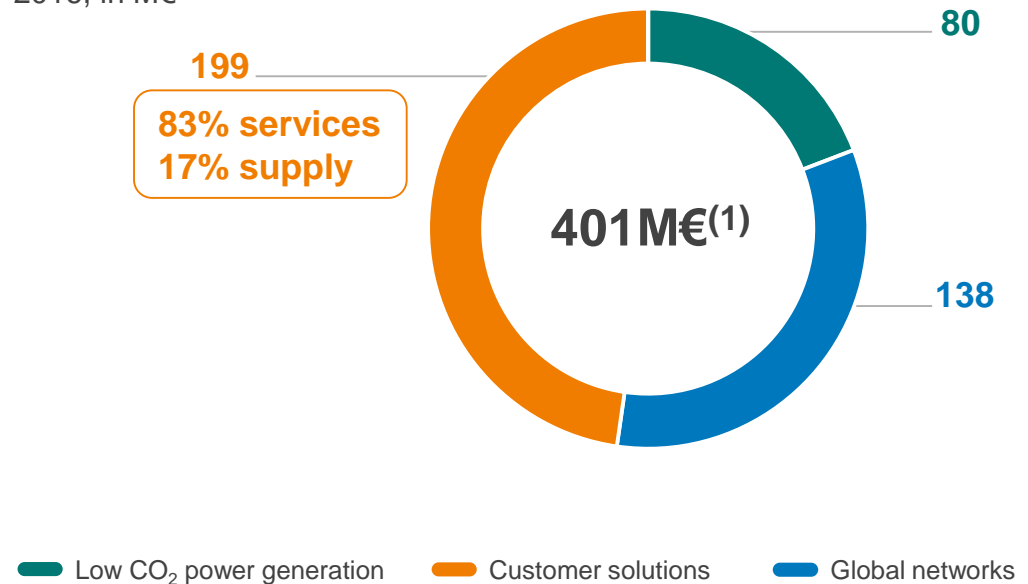 80
199
83% services
17% supply
401M€(1)
138
Low CO₂ power generation
Customer solutions
Global networks